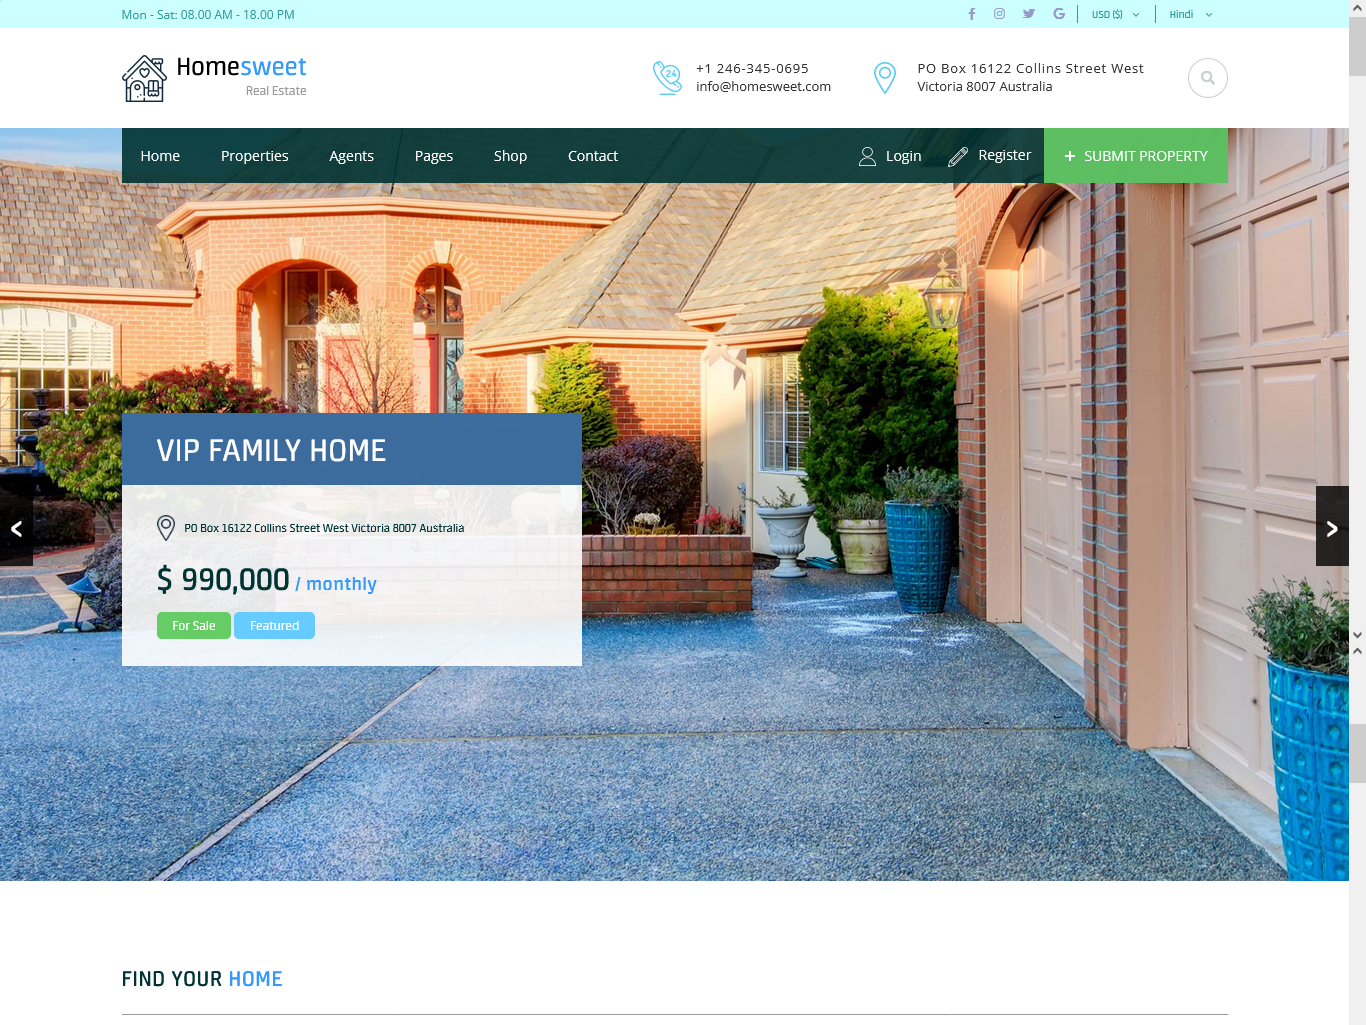 Mon - Sat: 08.00 AM - 18.00 PM
USD ($)
Hindi
Homesweet
Real Estate
24
+1 246-345-0695
info@homesweet.com
PO Box 16122 Collins Street West
Victoria 8007 Australia
Home Properties Agents Pages Shop Contact
Login
Register
+ SUBMIT PROPERTY
VIP FAMILY HOME
PO Box 16122 Collins Street West Victoria 8007 Australia
$ 990,000 / monthly
For Sale
Featured
FIND YOUR HOME